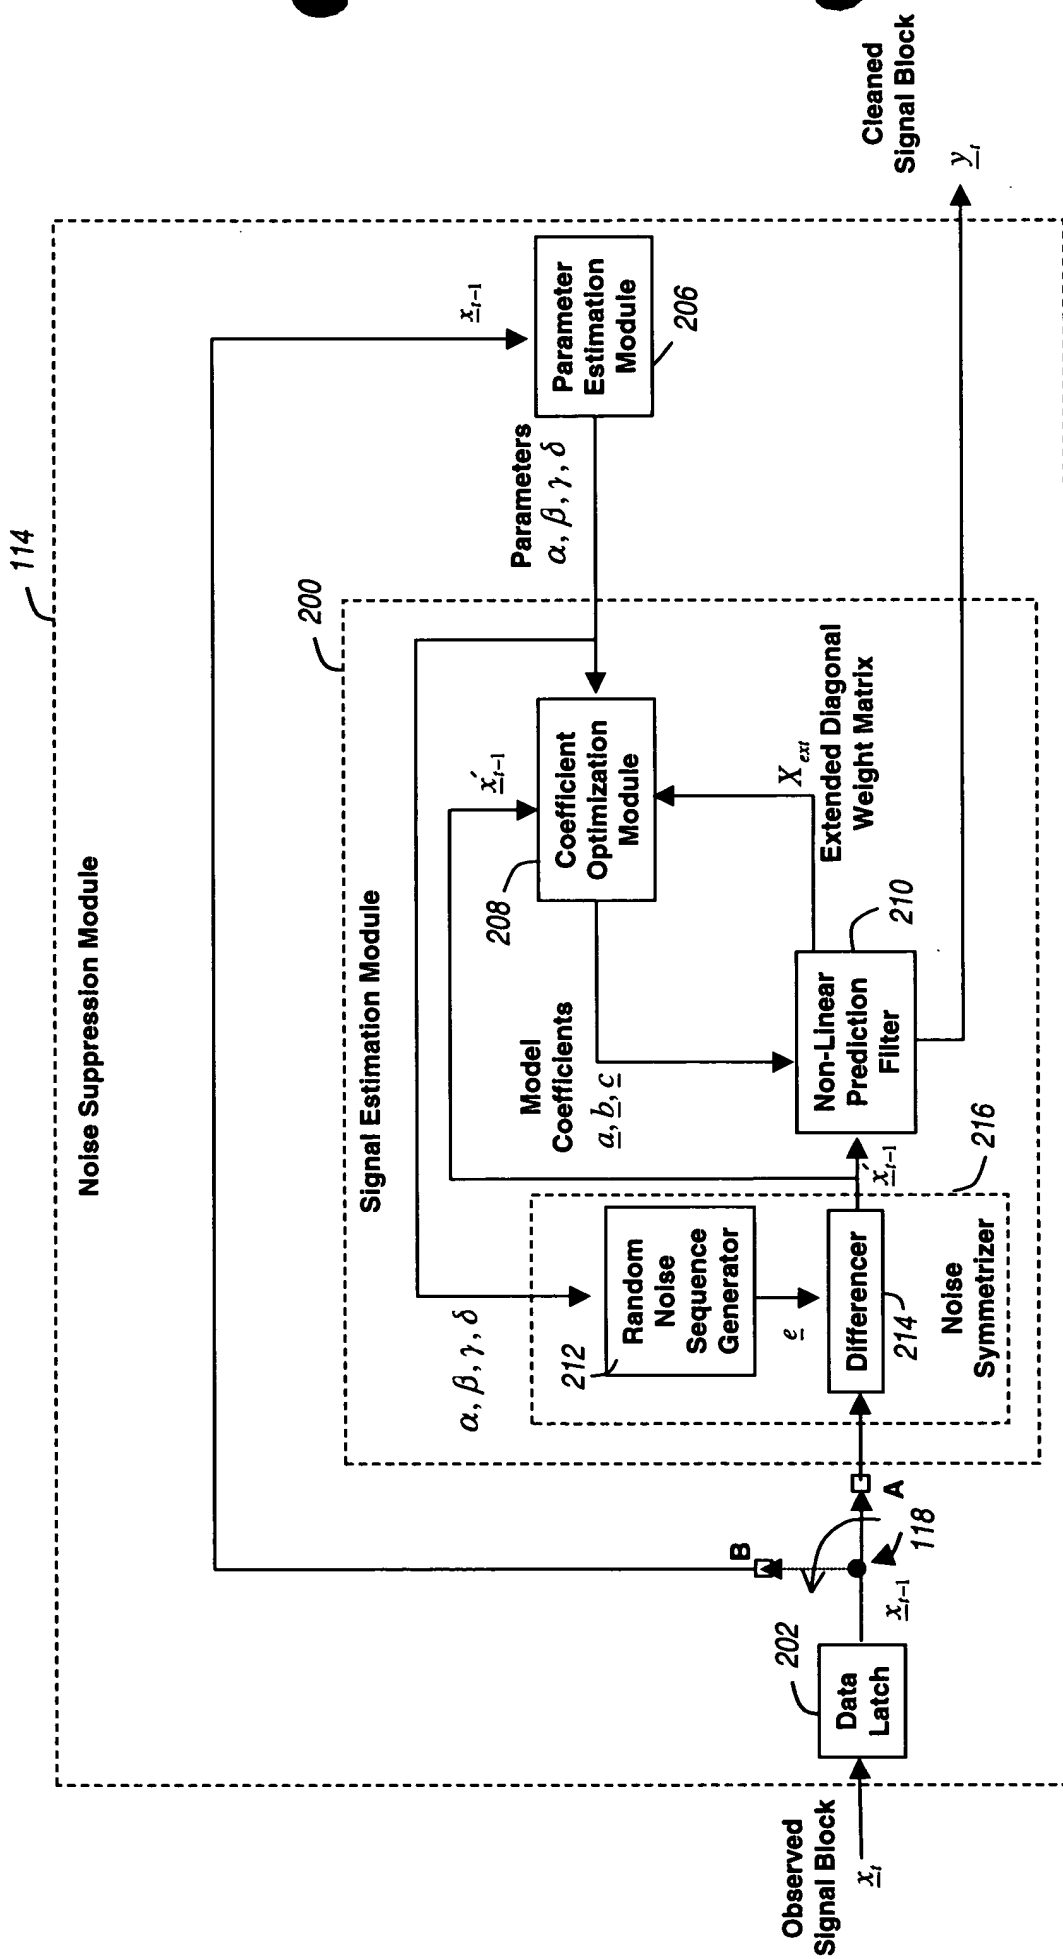 114
Noise Suppression Module
x_{t-1}
Parameter
Estimation
Module
206
Parameters
α, β, γ, δ
200
Signal Estimation Module
α, β, γ, δ
x'_{t-1}
Coefficient
Optimization
Module
208
Model
Coefficients
a, b, c
X_{ext}
Extended Diagonal
Weight Matrix
Random
Noise
Sequence
Generator
212
e
Differencer
214
Noise
Symmetrizer
216
x'_{t-1}
Non-Linear
Prediction
Filter
210
B
A
118
x_{t-1}
202
Data
Latch
Observed
Signal Block
x_t
Cleaned
Signal Block
y_t